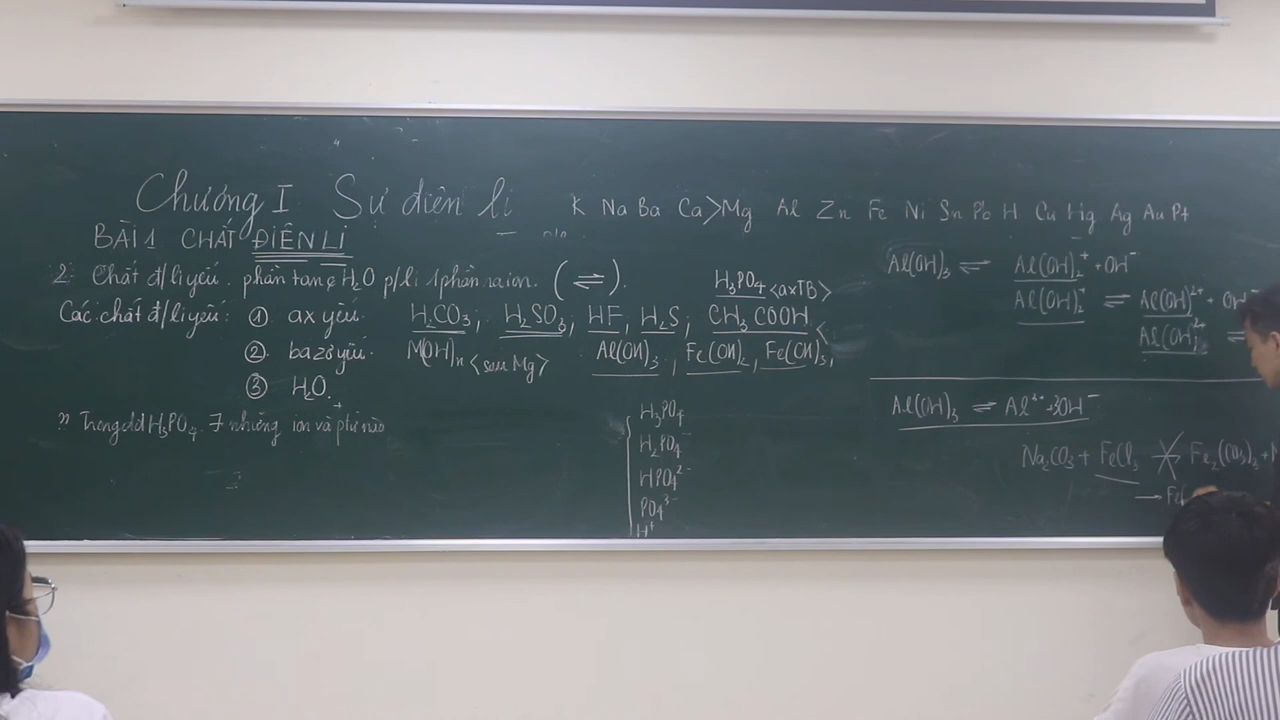 Chương I Sự điện li
K Na Ba Ca > Mg Al Zn Fe Ni Sn Pb H Cu Hg Ag Au Pt
BÀI 1 CHẤT ĐIỆN LI
2. Chất đ/li yếu. phần tan H₂O p/li 1 phần ra ion. (⇌).
H₃PO₄ <axTB>
Các chất đ/li yếu: ① ax yếu. H₂CO₃; H₂SO₃, HF, H₂S; CH₃COOH
② bazơ yếu. M(OH)ₙ <sau Mg> Al(OH)₃; Fe(OH)₂, Fe(OH)₃,
③ H₂O.
?? Trong dd H₃PO₄. ∃ những ion và ptử nào
H₃PO₄
H₂PO₄⁻
HPO₄²⁻
PO₄³⁻
H⁺
Al(OH)₃ ⇌ Al(OH)₂⁺ + OH⁻
Al(OH)₂⁺ ⇌ Al(OH)²⁺ + OH⁻
Al(OH)²⁺ ⇌
Al(OH)₃ ⇌ Al³⁺ + 3OH⁻
Na₂CO₃ + FeCl₃ → Fe₂(CO₃)₃ +
→ Fe(